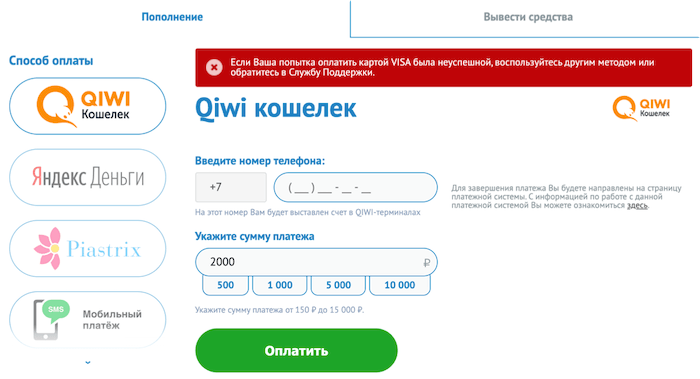 Пополнение
Вывести средства
Способ оплаты
QIWI
Кошелек
Яндекс Деньги
Piastrix
SMS
Мобильный
платёж
Если Ваша попытка оплатить картой VISA была неуспешной, воспользуйтесь другим методом или
обратитесь в Службу Поддержки.
Qiwi кошелек
QIWI
Кошелек
Введите номер телефона:
+7
( __ ) ___ - __ - __
На этот номер Вам будет выставлен счет в QIWI-терминалах
Для завершения платежа Вы будете направлены на страницу
платежной системы. С информацией по работе с данной
платежной системой Вы можете ознакомиться здесь.
Укажите сумму платежа
2000 ₽
500
1 000
5 000
10 000
Укажите сумму платежа от 150 ₽ до 15 000 ₽.
Оплатить